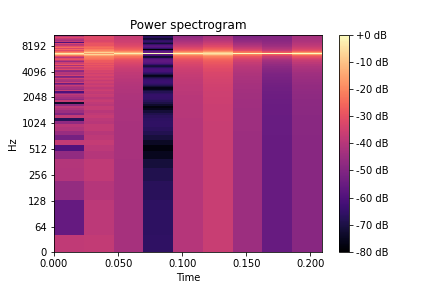 Power spectrogram
Hz
8192
4096
2048
1024
512
256
128
64
0
0.000 0.050 0.100 0.150 0.200
Time
+0 dB
-10 dB
-20 dB
-30 dB
-40 dB
-50 dB
-60 dB
-70 dB
-80 dB